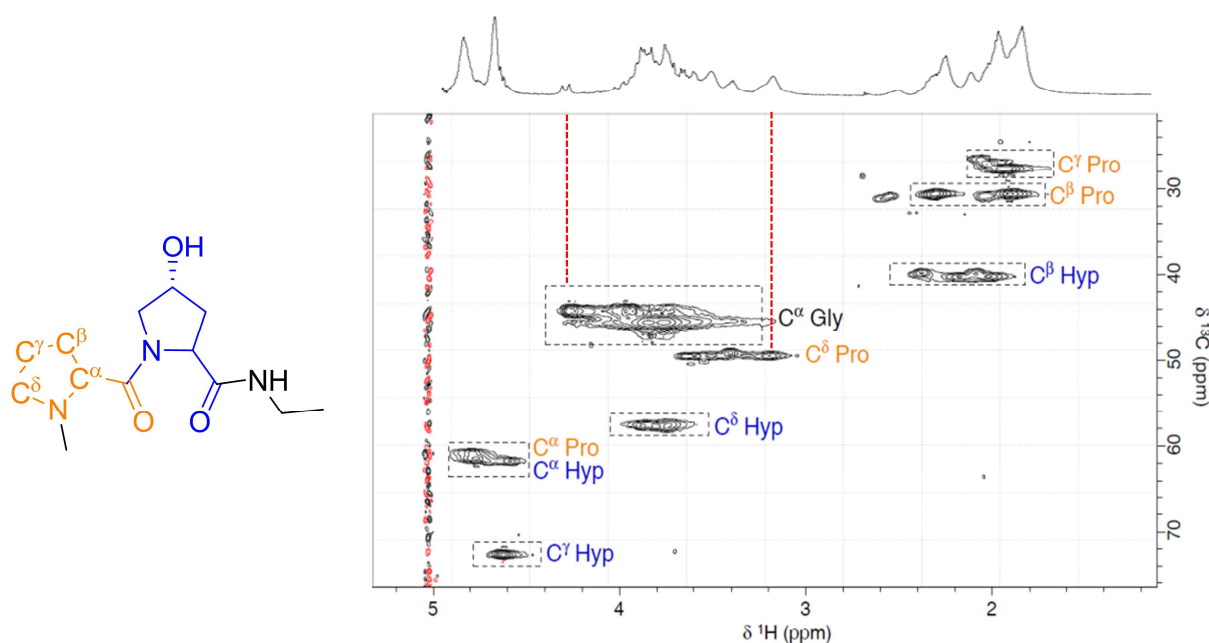 OH
Cγ
Cβ
Cδ
Cα
N
N
O
O
NH
Cγ Pro
Cβ Pro
Cβ Hyp
Cα Gly
Cδ Pro
Cδ Hyp
Cα Pro
Cα Hyp
Cγ Hyp
30
40
50
60
70
δ 13C (ppm)
5 4 3 2
δ 1H (ppm)